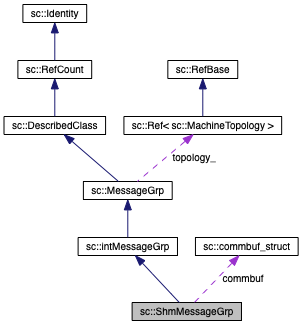 sc::Identity
sc::RefCount
sc::RefBase
sc::DescribedClass
sc::Ref< sc::MachineTopology >
topology_
sc::MessageGrp
sc::intMessageGrp
sc::commbuf_struct
commbuf
sc::ShmMessageGrp